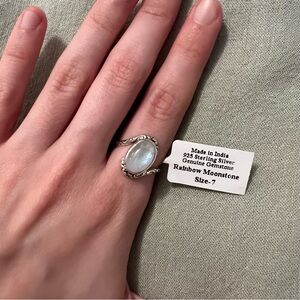 Made in India
925 Sterling Silver
Genuine Gemstone
Rainbow Moonstone
Size-7